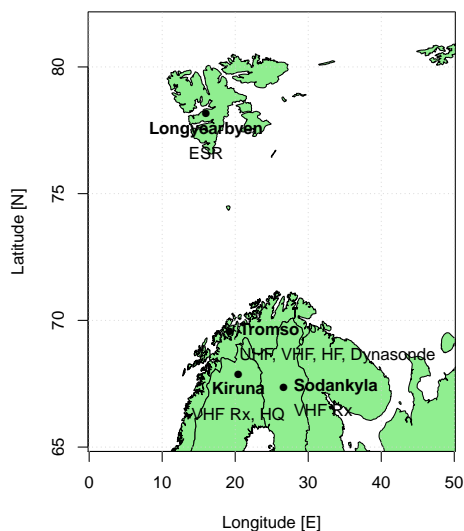 80
75
70
65
Latitude [N]
Longyearbyen
ESR
Tromso
UHF, VHF, HF, Dynasonde
Kiruna
Sodankyla
VHF Rx, HQ
VHF Rx
0 10 20 30 40 50
Longitude [E]